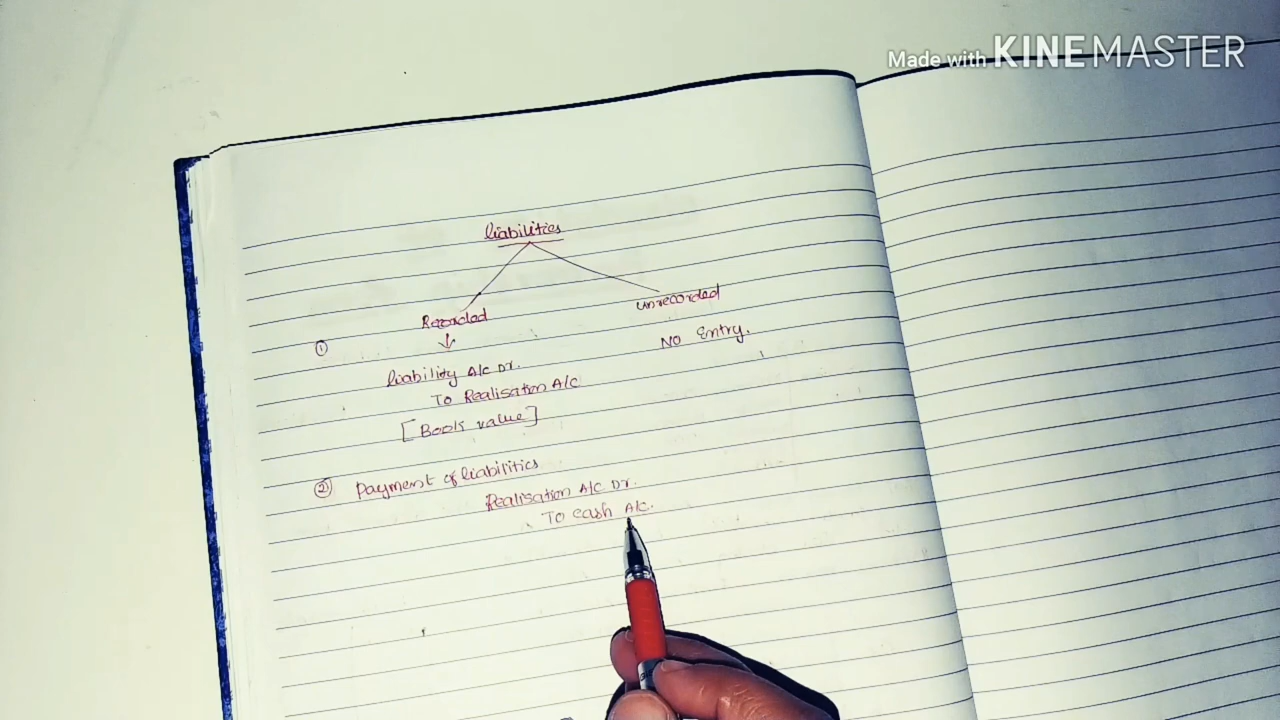 Made with KINEMASTER
liabilities
Recorded
unrecorded
①
No Entry.
liability A/c Dr.
To Realisation A/c
[Book value]
② Payment of liabilities
Realisation A/c Dr.
To cash A/c.